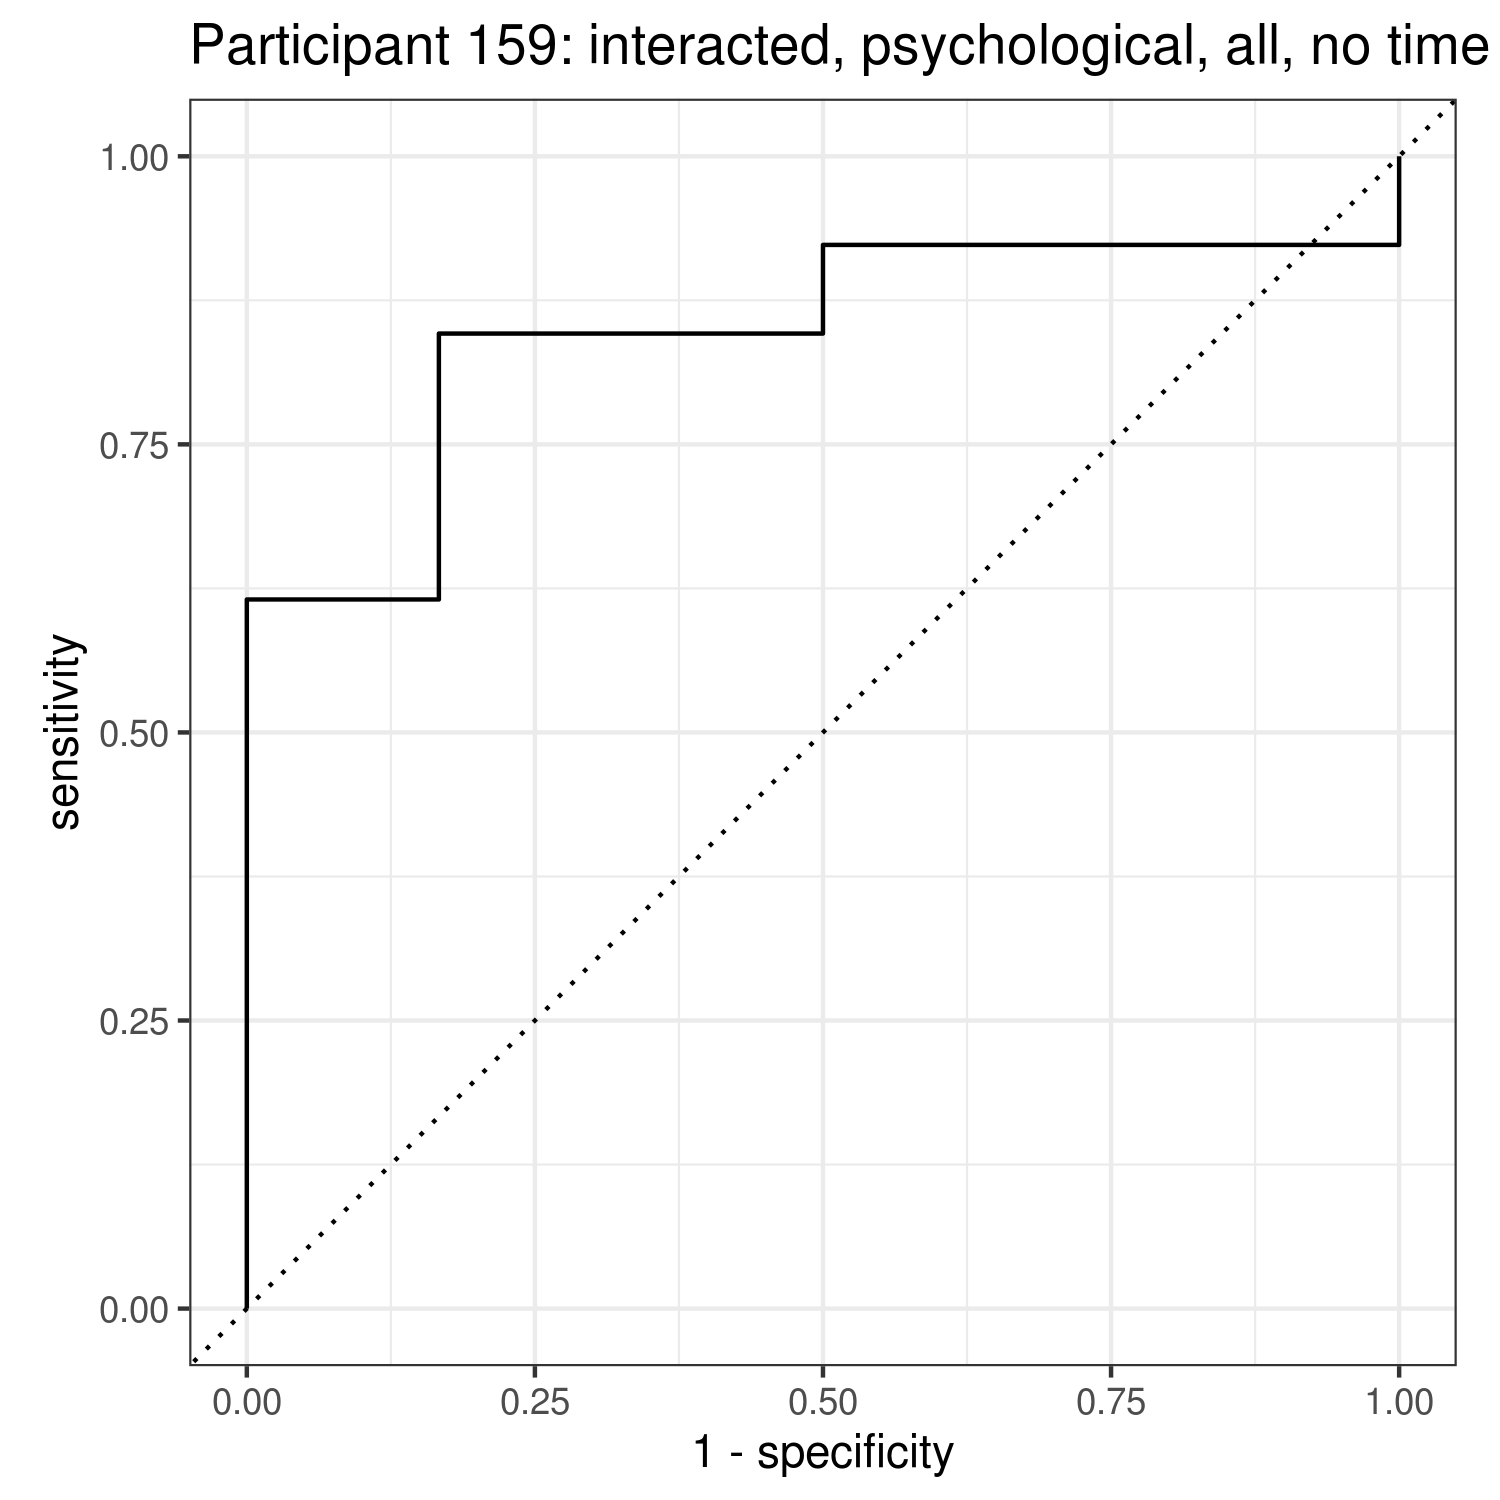 Participant 159: interacted, psychological, all, no time
1.00
0.75
0.50
0.25
0.00
sensitivity
0.00 0.25 0.50 0.75 1.00
1 - specificity